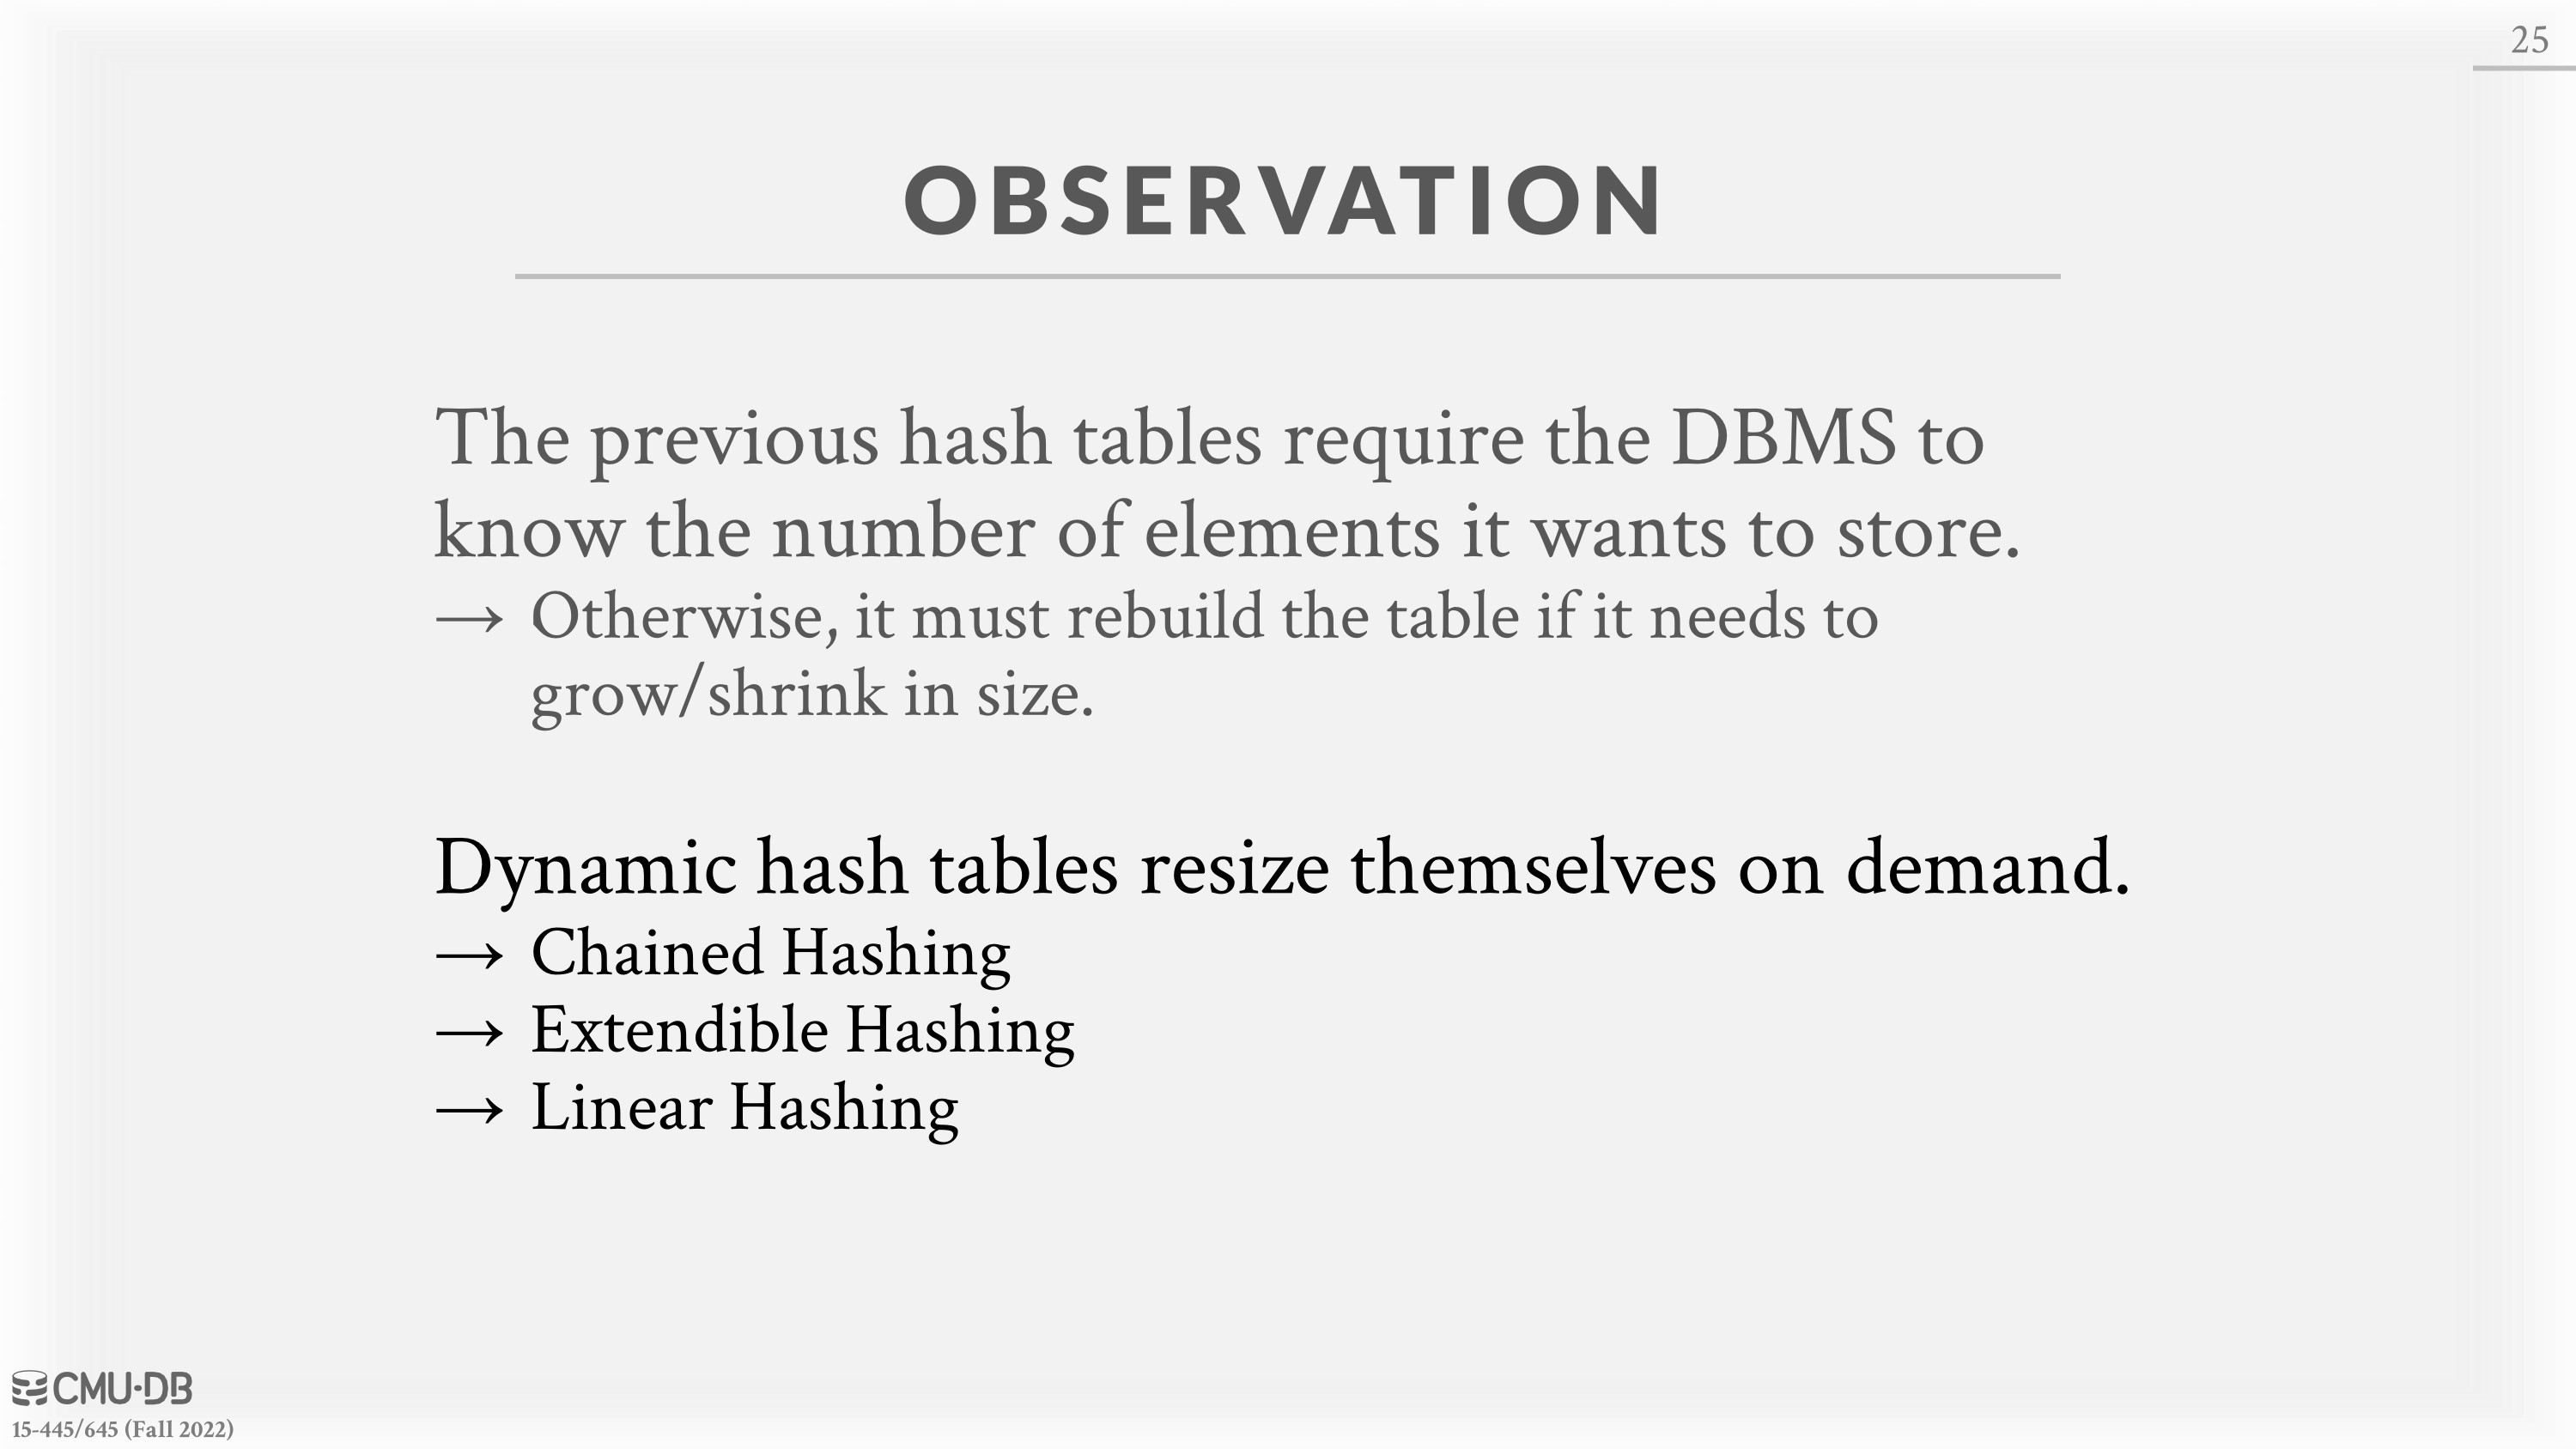 25
OBSERVATION
The previous hash tables require the DBMS to
know the number of elements it wants to store.
→ Otherwise, it must rebuild the table if it needs to
grow/shrink in size.
Dynamic hash tables resize themselves on demand.
→ Chained Hashing
→ Extendible Hashing
→ Linear Hashing
CMU·DB
15-445/645 (Fall 2022)